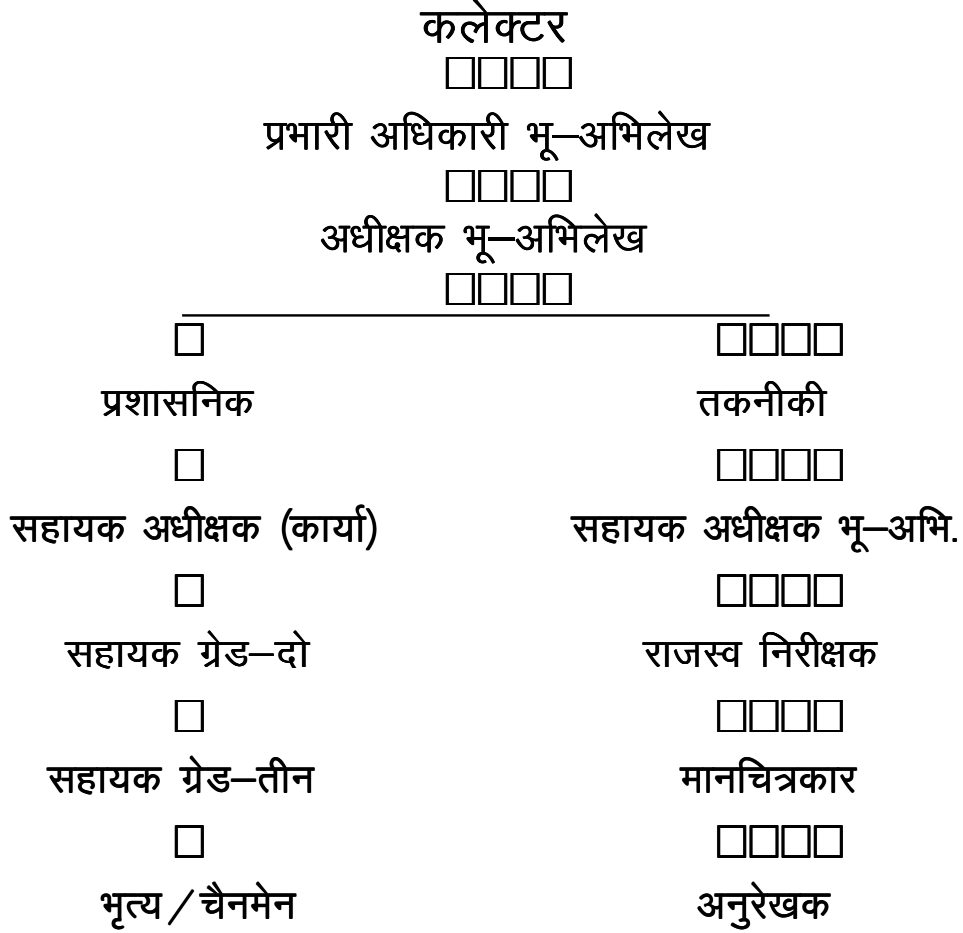 कलेक्टर
प्रभारी अधिकारी भू–अभिलेख
अधीक्षक भू–अभिलेख
प्रशासनिक तकनीकी
सहायक अधीक्षक (कार्या) सहायक अधीक्षक भू–अभि.
सहायक ग्रेड–दो राजस्व निरीक्षक
सहायक ग्रेड–तीन मानचित्रकार
भृत्य/चैनमेन अनुरेखक